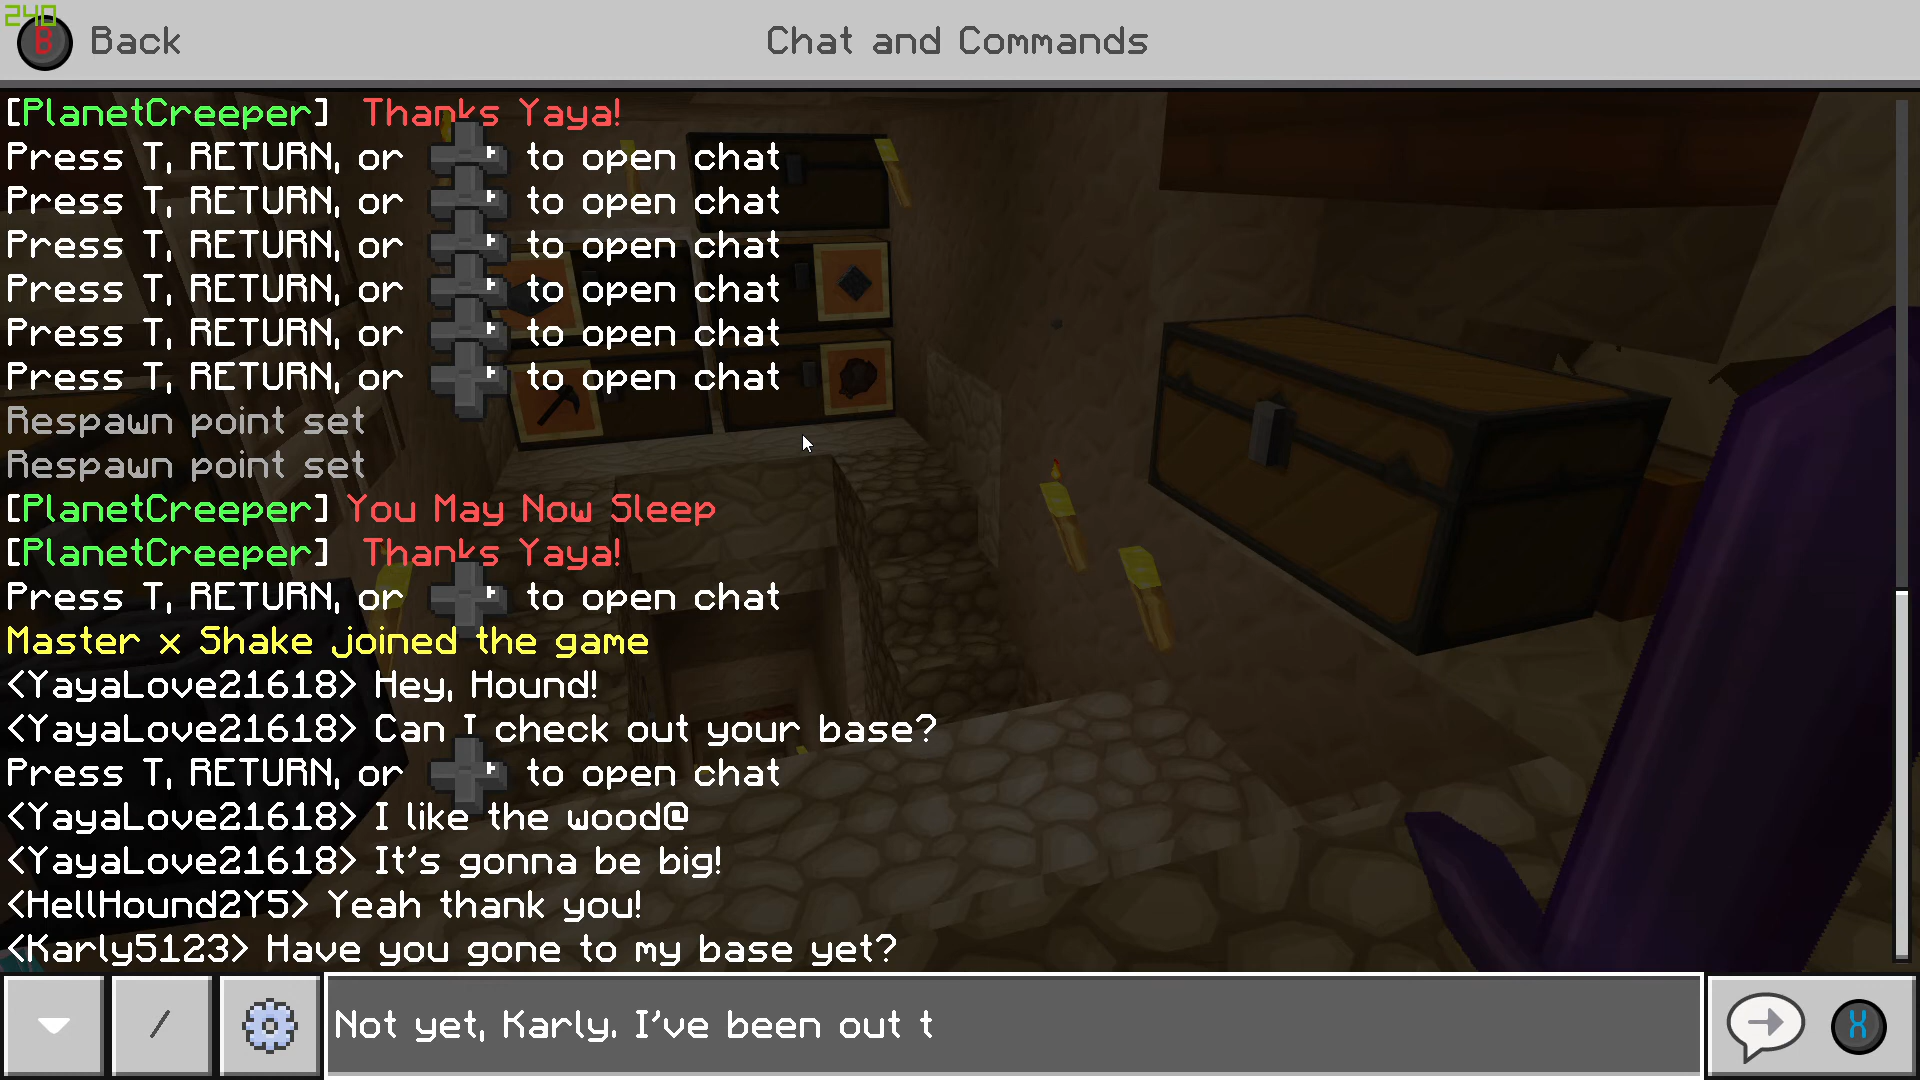 240
B Back
Chat and Commands
[PlanetCreeper] Thanks Yaya!
Press T, RETURN, or to open chat
Press T, RETURN, or to open chat
Press T, RETURN, or to open chat
Press T, RETURN, or to open chat
Press T, RETURN, or to open chat
Press T, RETURN, or to open chat
Respawn point set
Respawn point set
[PlanetCreeper] You May Now Sleep
[PlanetCreeper] Thanks Yaya!
Press T, RETURN, or to open chat
Master x Shake joined the game
<YayaLove21618> Hey, Hound!
<YayaLove21618> Can I check out your base?
Press T, RETURN, or to open chat
<YayaLove21618> I like the wood@
<YayaLove21618> It's gonna be big!
<HellHound2Y5> Yeah thank you!
<Karly5123> Have you gone to my base yet?
/ Not yet, Karly. I've been out t X